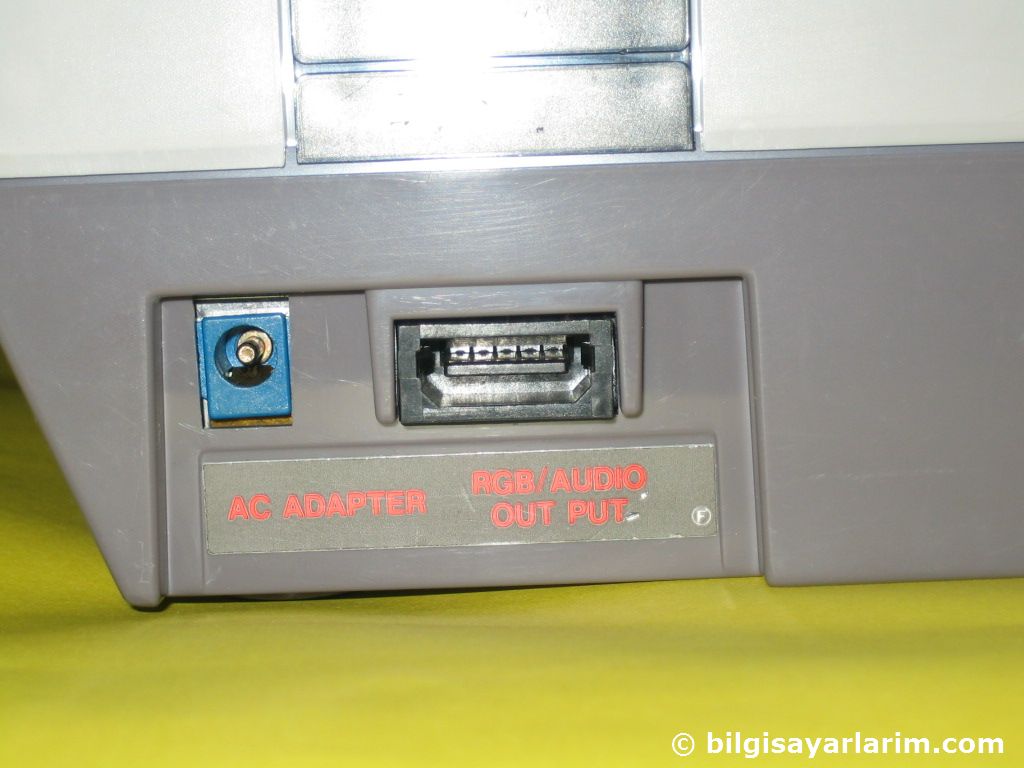 AC ADAPTER
RGB/AUDIO
OUT PUT
F
© bilgisayarlarim.com